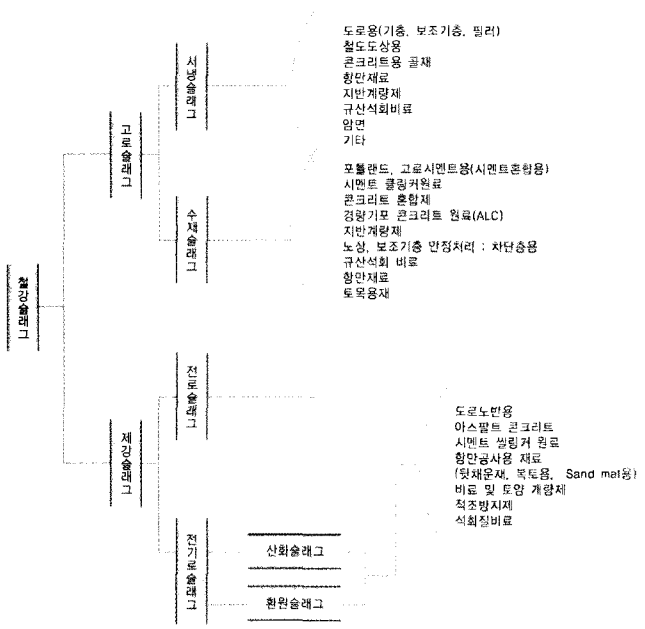 철강슬래그
고로슬래그
서냉슬래그
도로용(기층, 보조기층, 필러)
철도도상용
콘크리트용 골재
항만재료
지반계량제
규산석회비료
암면
기타
수재슬래그
포틀랜드, 고로시멘트용(시멘트혼합용)
시멘트 클링커원료
콘크리트 혼합제
경량기포 콘크리트 원료(ALC)
지반계량제
노상, 보조기층 안정처리 : 차단층용
규산석회 비료
항만재료
토목용재
제강슬래그
전로슬래그
전기로슬래그
산화슬래그
환원슬래그
도로노반용
아스팔트 콘크리트
시멘트 씰링커 원료
항만공사용 재료
(뒷채운재, 복토용, Sand mat용)
비료 및 토양 개량제
적조방지제
석회질비료